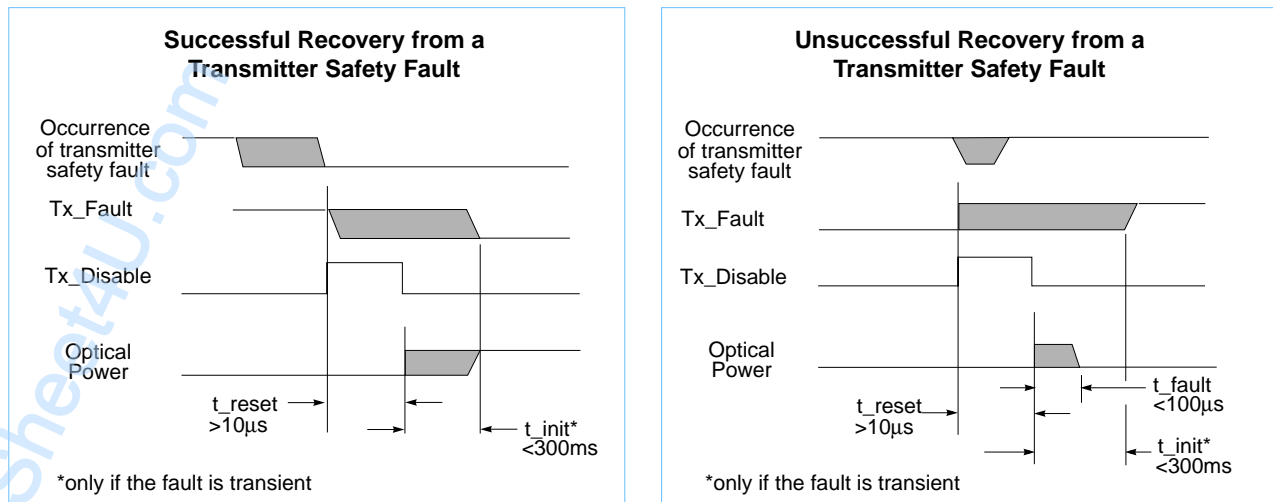 Successful Recovery from a
Transmitter Safety Fault
Occurrence
of transmitter
safety fault
Tx_Fault
Tx_Disable
Optical
Power
t_reset
>10µs
t_init*
<300ms
*only if the fault is transient
Unsuccessful Recovery from a
Transmitter Safety Fault
Occurrence
of transmitter
safety fault
Tx_Fault
Tx_Disable
Optical
Power
t_fault
<100µs
t_reset
>10µs
t_init*
<300ms
*only if the fault is transient
Sheet4U.com